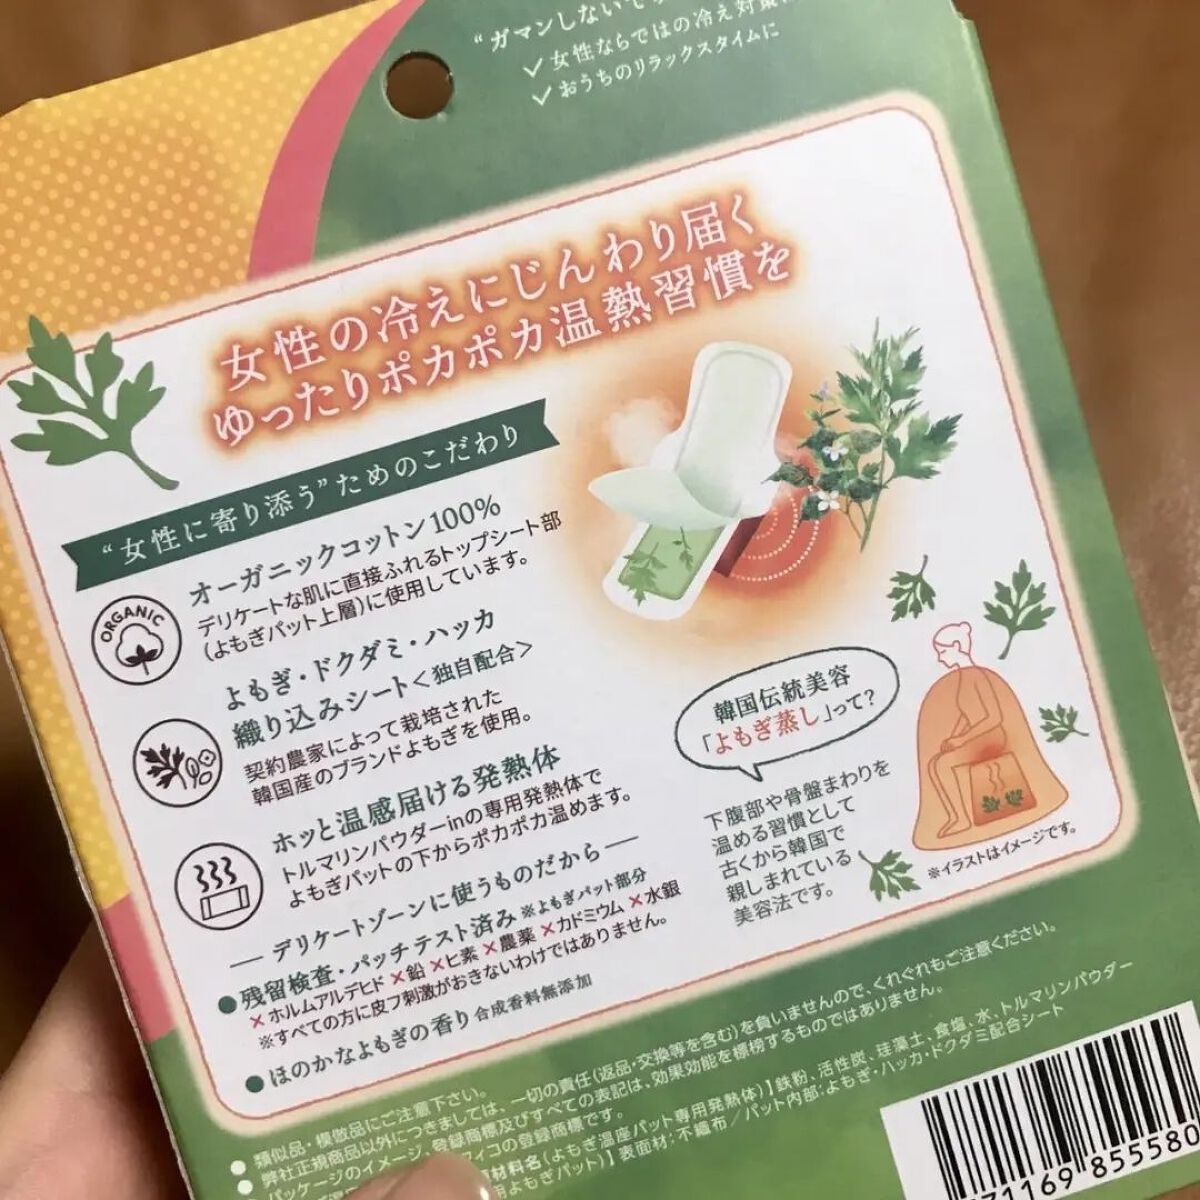 “ガマンしないで
✓女性ならではの冷え対策
✓おうちのリラックスタイムに
女性の冷えにじんわり届く
ゆったりポカポカ温熱習慣を
“女性に寄り添う”ためのこだわり
ORGANIC
オーガニックコットン100%
デリケートな肌に直接ふれるトップシート部
(よもぎパット上層)に使用しています。
よもぎ・ドクダミ・ハッカ
織り込みシート<独自配合>
契約農家によって栽培された
韓国産のブランドよもぎを使用。
ホッと温感届ける発熱体
トルマリンパウダーinの専用発熱体で
よもぎパットの下からポカポカ温めます。
デリケートゾーンに使うものだから
●残留検査・パッチテスト済み ※よもぎパット部分
×ホルムアルデヒド ×鉛 ×ヒ素 ×農薬 ×カドミウム ×水銀
※すべての方に皮フ刺激がおきないわけではありません。
●ほのかなよもぎの香り 合成香料無添加
韓国伝統美容
「よもぎ蒸し」って?
下腹部や骨盤まわりを
温める習慣として
古くから韓国で
親しまれている
美容法です。
※イラストはイメージです。
●類似品・模倣品にご注意下さい。
●弊社正規商品以外につきましては、一切の責任(返品・交換等を含む)を負いませんので、くれぐれもご注意ください。
●パッケージのイメージ、登録商標及びすべての表記は、効果効能を標榜するものではありません。
フイコの登録商標です。
原材料名(よもぎ温座パット専用発熱体)】鉄粉、活性炭、珪藻土、食塩、水、トルマリンパウダー
用よもぎパット)】表面材:不織布/パット内部:よもぎ・ハッカ・ドクダミ配合シート
71169 855580